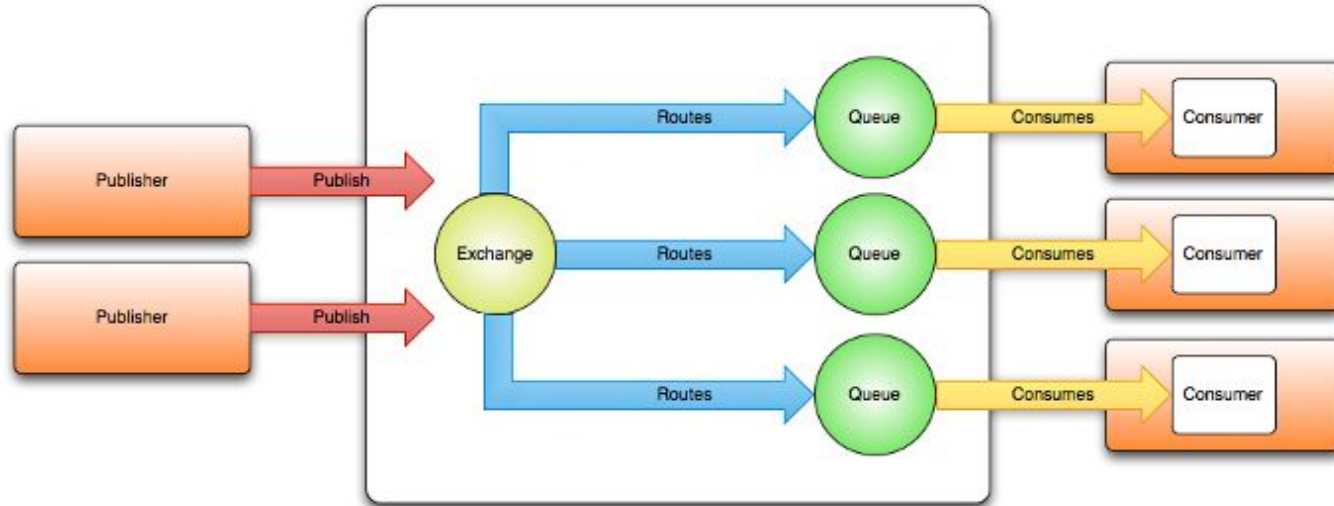 Routes
Queue
Consumes
Consumer
Publisher
Publish
Exchange
Routes
Queue
Consumes
Consumer
Publisher
Publish
Routes
Queue
Consumes
Consumer